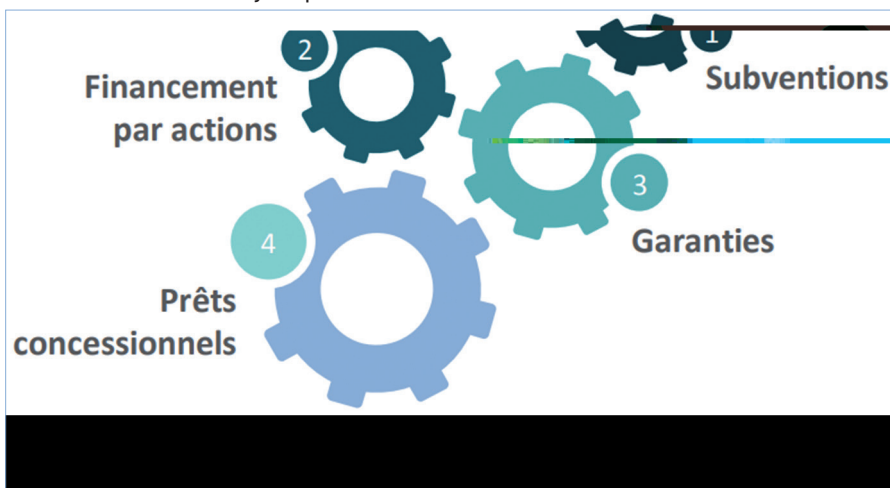 1
Subventions
2
Financement
par actions
3
Garanties
4
Prêts
concessionnels